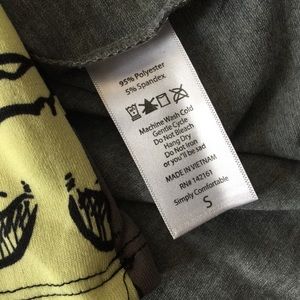 95% Polyester
5% Spandex
Machine Wash Cold
Gentle Cycle
Do Not Bleach
Hang Dry
Do Not Iron
or you'll be sad
MADE IN VIETNAM
RN# 142161
Simply Comfortable
S